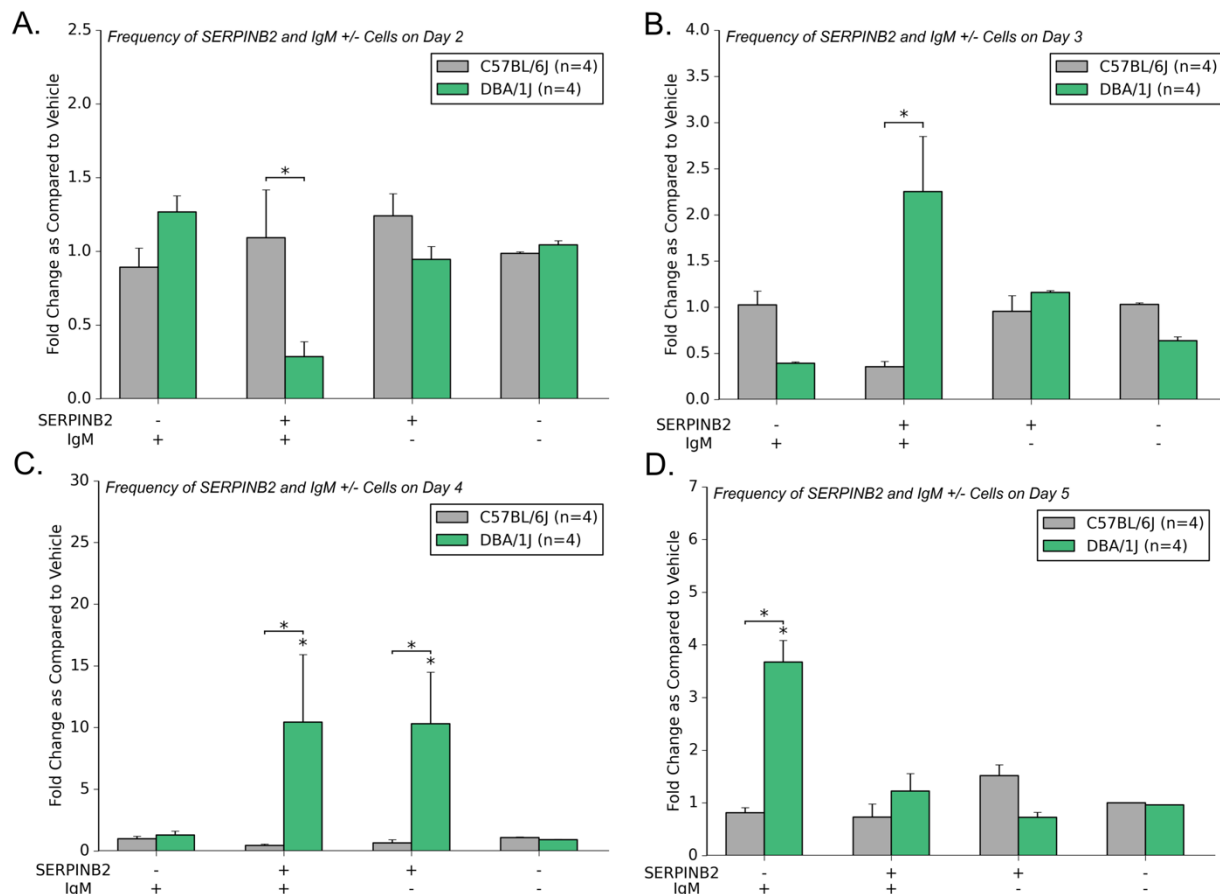 A.
Frequency of SERPINB2 and IgM +/- Cells on Day 2
C57BL/6J (n=4)
DBA/1J (n=4)
Fold Change as Compared to Vehicle
2.5
2.0
1.5
1.0
0.5
0.0
*
SERPINB2 - + + -
IgM + + - -
B.
Frequency of SERPINB2 and IgM +/- Cells on Day 3
C57BL/6J (n=4)
DBA/1J (n=4)
Fold Change as Compared to Vehicle
4.0
3.5
3.0
2.5
2.0
1.5
1.0
0.5
0.0
*
SERPINB2 - + + -
IgM + + - -
C.
Frequency of SERPINB2 and IgM +/- Cells on Day 4
C57BL/6J (n=4)
DBA/1J (n=4)
Fold Change as Compared to Vehicle
30
25
20
15
10
5
0
* *
* *
SERPINB2 - + + -
IgM + + - -
D.
Frequency of SERPINB2 and IgM +/- Cells on Day 5
C57BL/6J (n=4)
DBA/1J (n=4)
Fold Change as Compared to Vehicle
7
6
5
4
3
2
1
0
* *
SERPINB2 - + + -
IgM + + - -